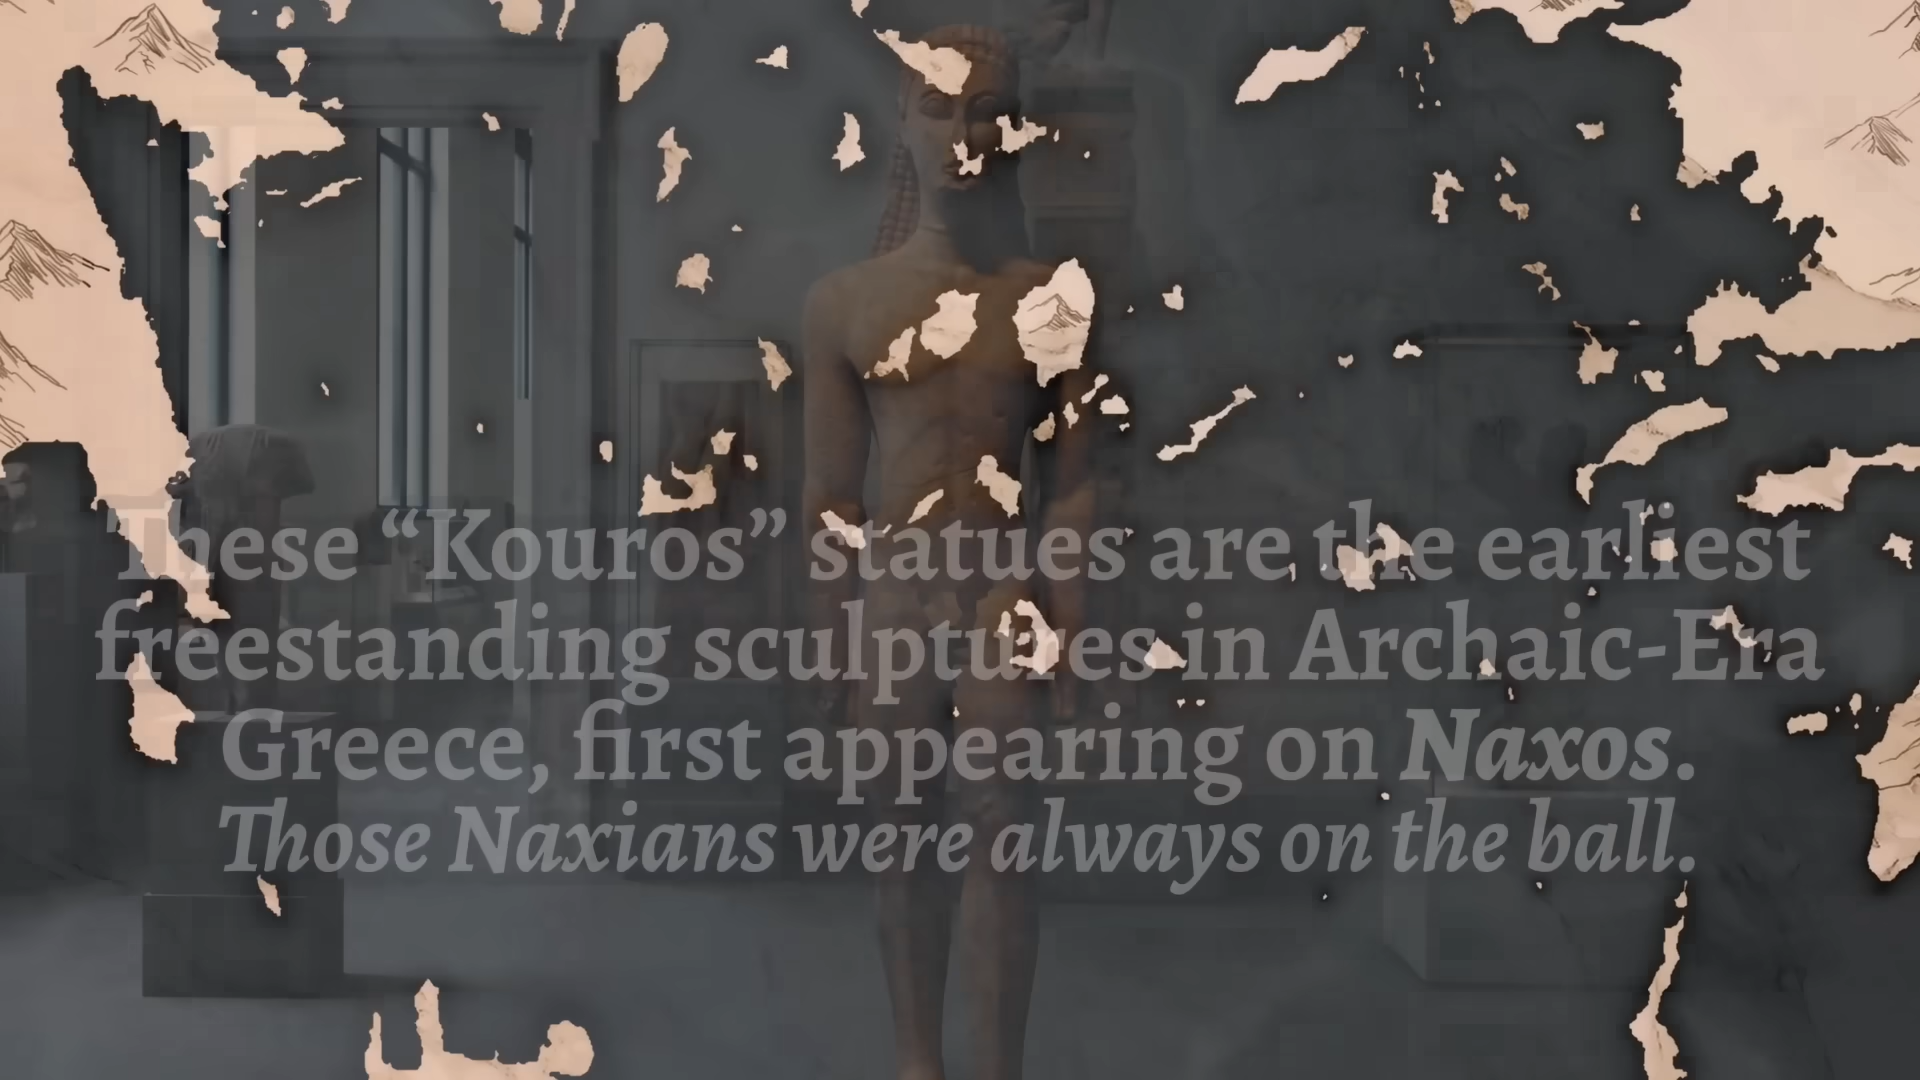 These “Kouros” statues are the earliest
freestanding sculptures in Archaic-Era
Greece, first appearing on Naxos.
Those Naxians were always on the ball.